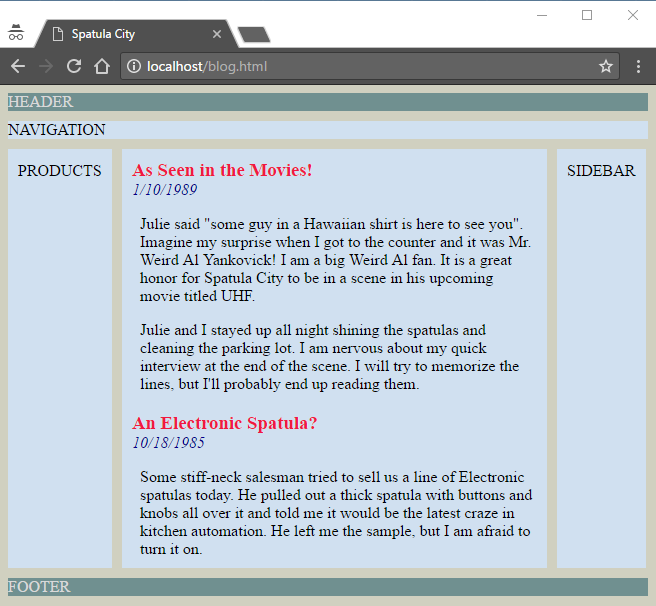 Spatula City
localhost/blog.html
HEADER
NAVIGATION
PRODUCTS
As Seen in the Movies!
1/10/1989
Julie said "some guy in a Hawaiian shirt is here to see you".
Imagine my surprise when I got to the counter and it was Mr.
Weird Al Yankovick! I am a big Weird Al fan. It is a great
honor for Spatula City to be in a scene in his upcoming
movie titled UHF.
Julie and I stayed up all night shining the spatulas and
cleaning the parking lot. I am nervous about my quick
interview at the end of the scene. I will try to memorize the
lines, but I'll probably end up reading them.
An Electronic Spatula?
10/18/1985
Some stiff-neck salesman tried to sell us a line of Electronic
spatulas today. He pulled out a thick spatula with buttons and
knobs all over it and told me it would be the latest craze in
kitchen automation. He left me the sample, but I am afraid to
turn it on.
SIDEBAR
FOOTER